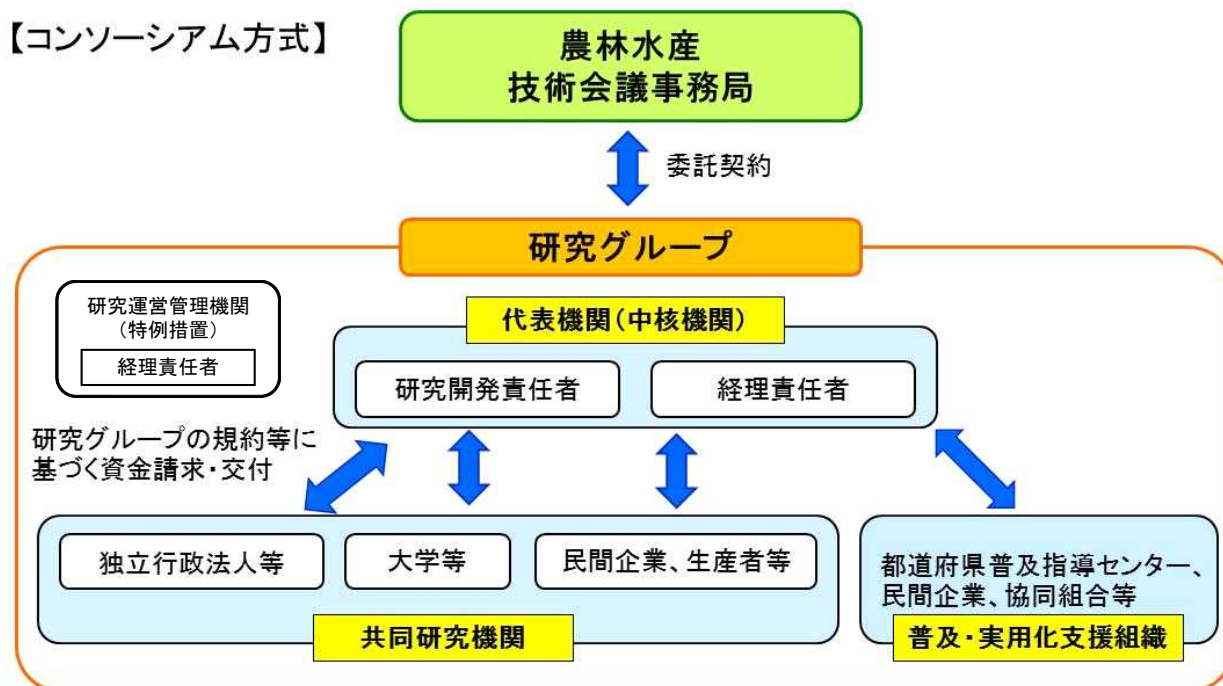 【コンソーシアム方式】
農林水産
技術会議事務局
委託契約
研究グループ
研究運営管理機関
（特例措置）
経理責任者
代表機関（中核機関）
研究開発責任者
経理責任者
研究グループの規約等に
基づく資金請求・交付
独立行政法人等
大学等
民間企業、生産者等
共同研究機関
都道府県普及指導センター、
民間企業、協同組合等
普及・実用化支援組織